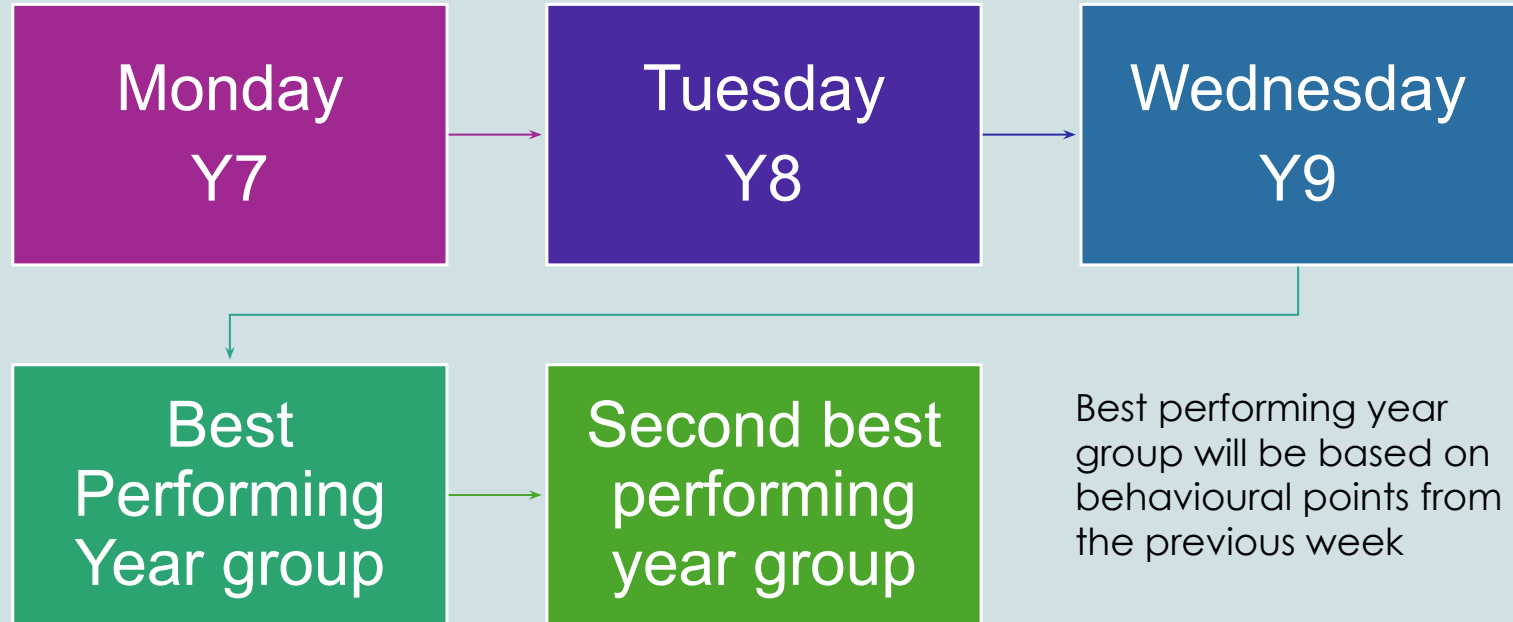 Monday
Y7
Tuesday
Y8
Wednesday
Y9
Best
Performing
Year group
Second best
performing
year group
Best performing year
group will be based on
behavioural points from
the previous week